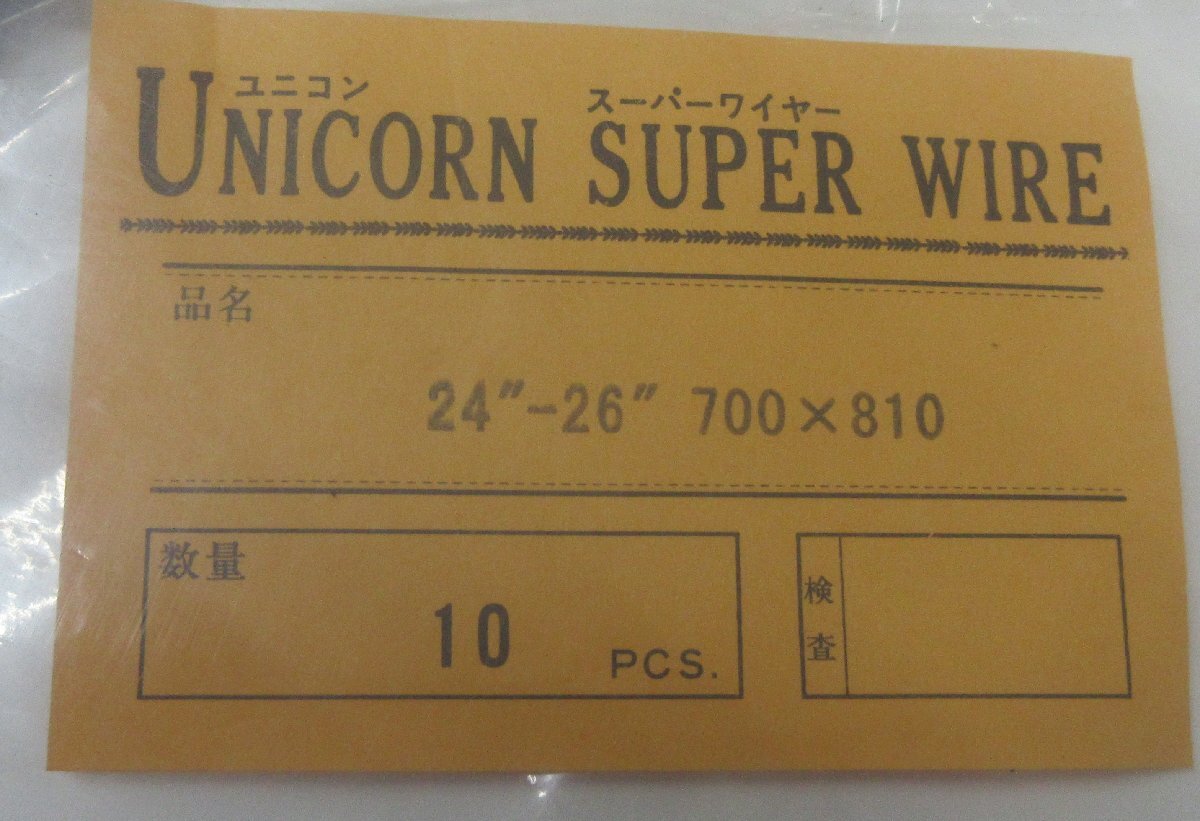 ユニコン スーパーワイヤー
UNICORN SUPER WIRE
品名
24″-26″ 700×810
数量
10 PCS.
検査